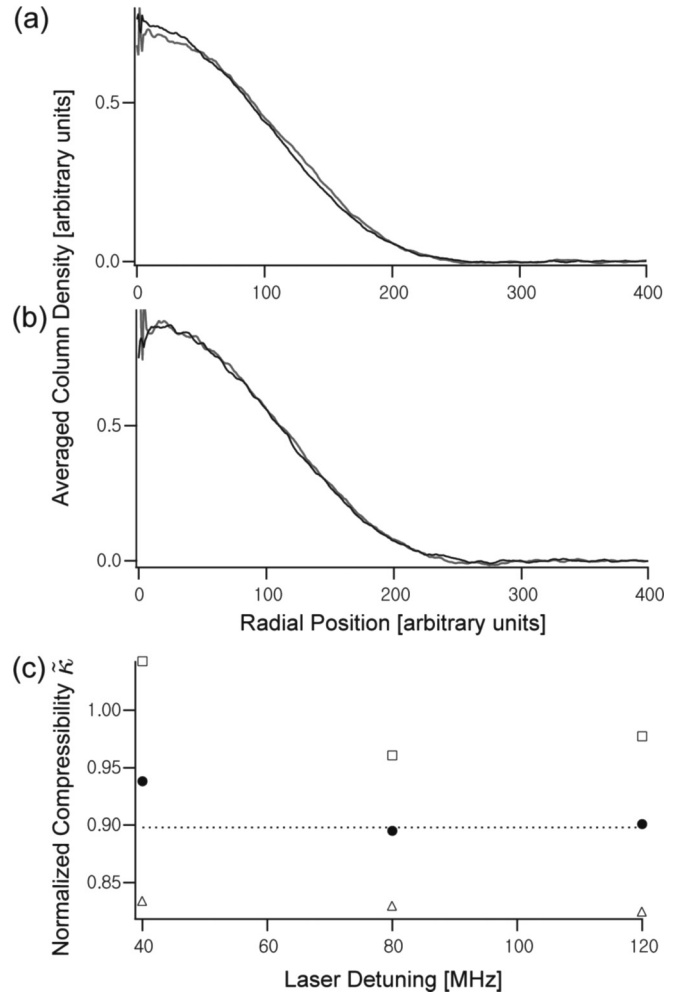 (a)
0.5
0.0
0 100 200 300 400
(b)
0.5
0.0
0 100 200 300 400
Averaged Column Density [arbitrary units]
Radial Position [arbitrary units]
(c)
Normalized Compressibility κ̃
1.00
0.95
0.90
0.85
40 60 80 100 120
Laser Detuning [MHz]